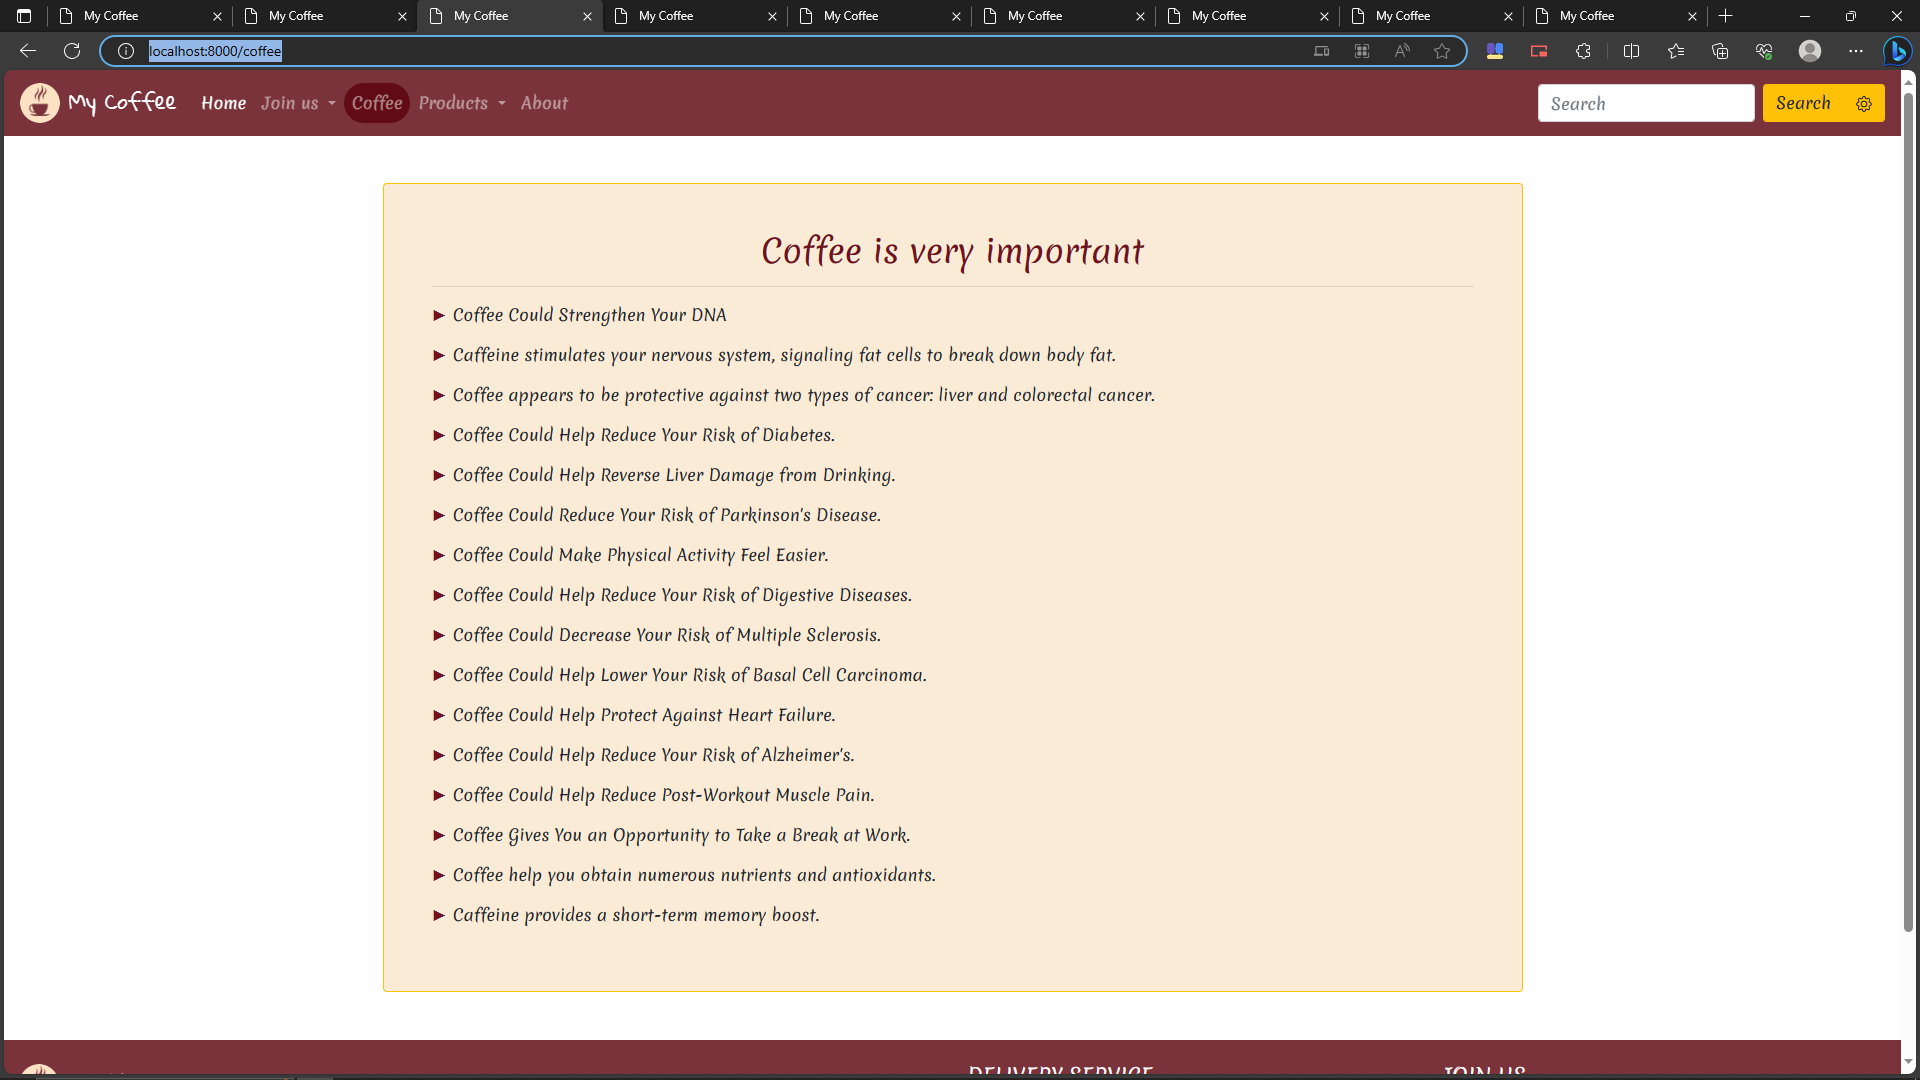 My Coffee
My Coffee
My Coffee
My Coffee
My Coffee
My Coffee
My Coffee
My Coffee
My Coffee
localhost:8000/coffee
My Coffee Home Join us Coffee Products About Search Search
Coffee is very important
► Coffee Could Strengthen Your DNA
► Caffeine stimulates your nervous system, signaling fat cells to break down body fat.
► Coffee appears to be protective against two types of cancer: liver and colorectal cancer.
► Coffee Could Help Reduce Your Risk of Diabetes.
► Coffee Could Help Reverse Liver Damage from Drinking.
► Coffee Could Reduce Your Risk of Parkinson's Disease.
► Coffee Could Make Physical Activity Feel Easier.
► Coffee Could Help Reduce Your Risk of Digestive Diseases.
► Coffee Could Decrease Your Risk of Multiple Sclerosis.
► Coffee Could Help Lower Your Risk of Basal Cell Carcinoma.
► Coffee Could Help Protect Against Heart Failure.
► Coffee Could Help Reduce Your Risk of Alzheimer's.
► Coffee Could Help Reduce Post-Workout Muscle Pain.
► Coffee Gives You an Opportunity to Take a Break at Work.
► Coffee help you obtain numerous nutrients and antioxidants.
► Caffeine provides a short-term memory boost.
DELIVERY SERVICE JOIN US